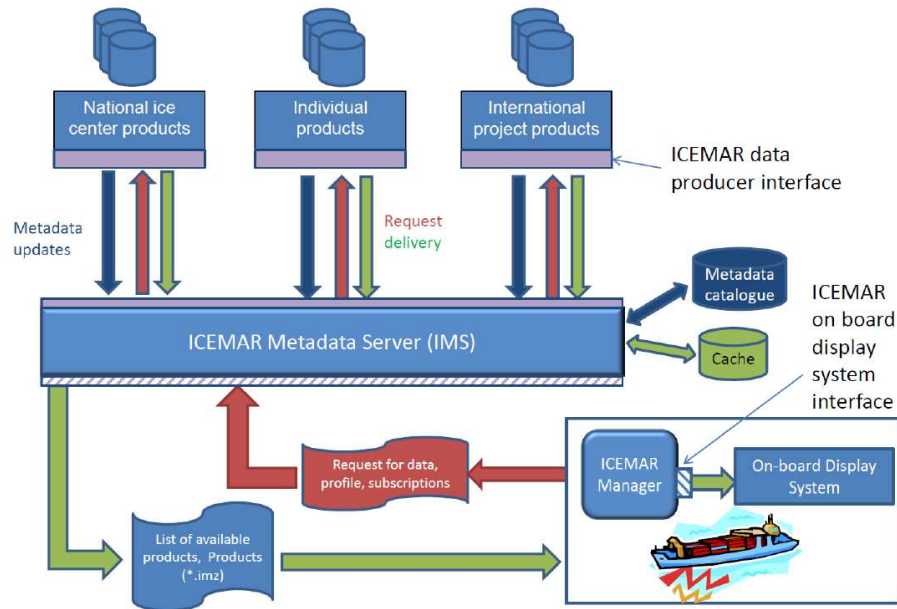 National ice
center products
Individual
products
International
project products
ICEMAR data
producer interface
Metadata
updates
Request
delivery
Metadata
catalogue
ICEMAR
on board
display
system
interface
ICEMAR Metadata Server (IMS)
Cache
Request for data,
profile, subscriptions
ICEMAR
Manager
On-board Display
System
List of available
products, Products
(*.imz)